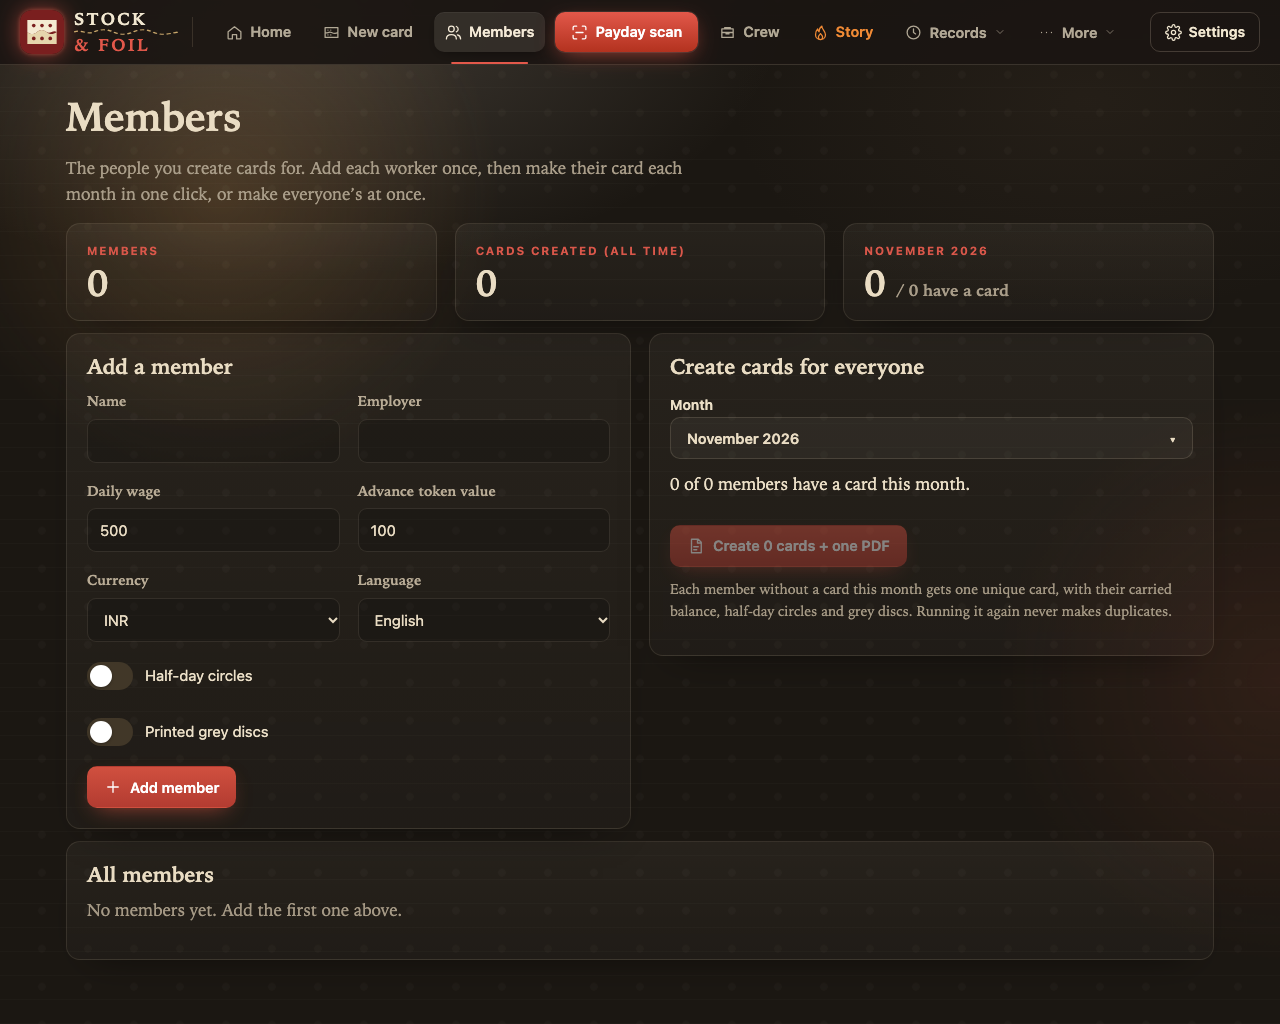 STOCK
& FOIL
Home
New card
Members
Payday scan
Crew
Story
Records
More
Settings
Members
The people you create cards for. Add each worker once, then make their card each
month in one click, or make everyone’s at once.
MEMBERS
0
CARDS CREATED (ALL TIME)
0
NOVEMBER 2026
0 / 0 have a card
Add a member
Name
Employer
Daily wage
Advance token value
500
100
Currency
Language
INR
English
Half-day circles
Printed grey discs
Add member
Create cards for everyone
Month
November 2026
0 of 0 members have a card this month.
Create 0 cards + one PDF
Each member without a card this month gets one unique card, with their carried
balance, half-day circles and grey discs. Running it again never makes duplicates.
All members
No members yet. Add the first one above.